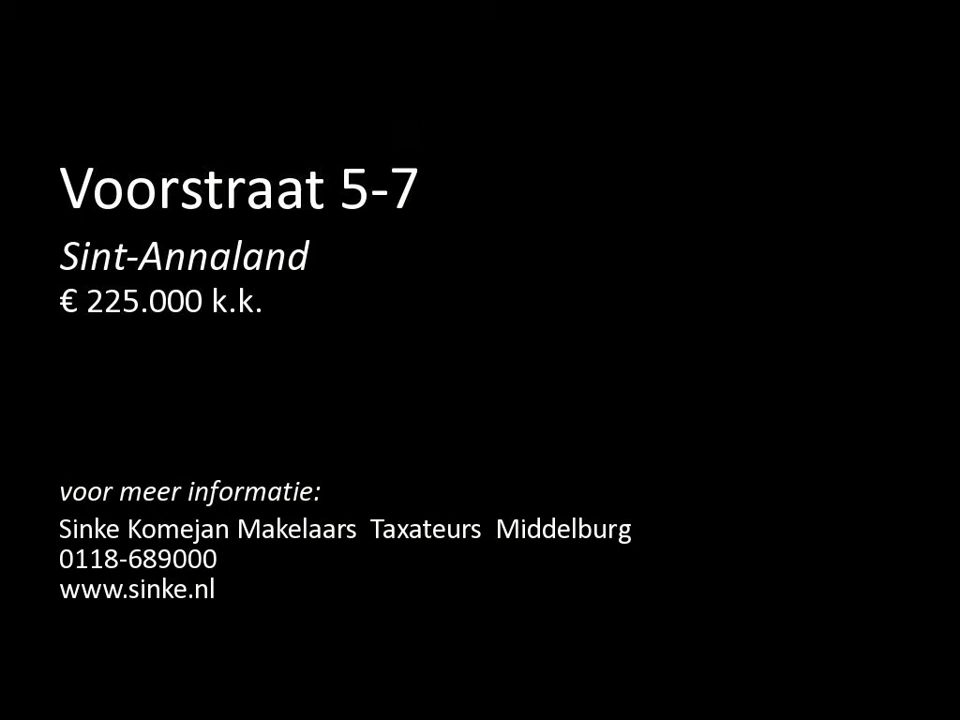 Voorstraat 5-7
Sint-Annaland
€ 225.000 k.k.
voor meer informatie:
Sinke Komejan Makelaars Taxateurs Middelburg
0118-689000
www.sinke.nl